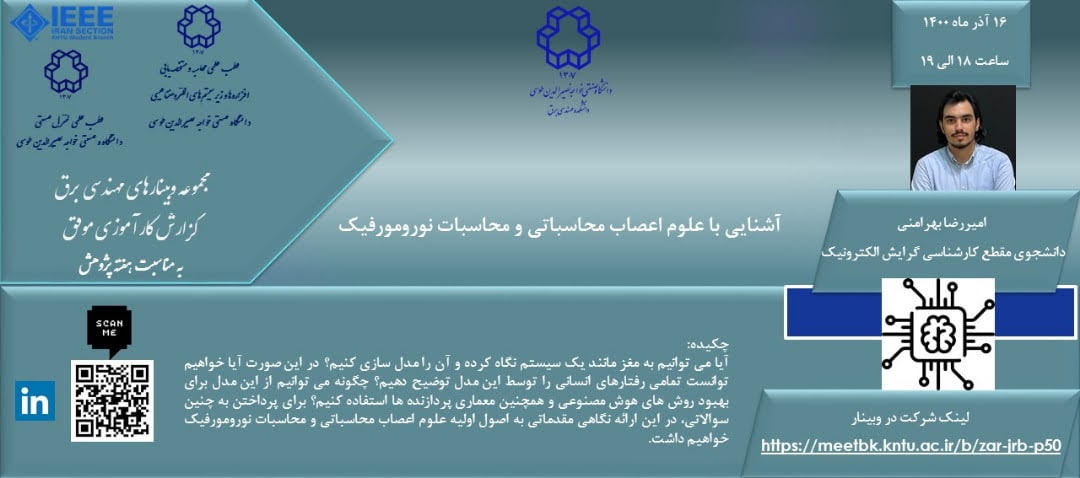 ۱۶ آذر ماه ۱۴۰۰
ساعت ۱۸ الی ۱۹
IEEE
IRAN SECTION
KNTU Student Branch
۱۳۰۷
۱۳۰۷
۱۳۰۷
دانشگاه صنعتی خواجه نصیرالدین طوسی
دانشکده مهندسی برق
دانشگاه صنعتی خواجه نصیرالدین طوسی
دانشگاه صنعتی خواجه نصیرالدین طوسی
مجموعه وبینارهای مهندسی برق
گزارش کارآموزی موفق
به مناسبت هفته پژوهش
آشنایی با علوم اعصاب محاسباتی و محاسبات نورومورفیک
امیررضا بهرامنی
دانشجوی مقطع کارشناسی گرایش الکترونیک
SCAN
ME
in
چکیده:
آیا می توانیم به مغز مانند یک سیستم نگاه کرده و آن را مدل سازی کنیم؟ در این صورت آیا خواهیم
توانست تمامی رفتارهای انسانی را توسط این مدل توضیح دهیم؟ چگونه می توانیم از این مدل برای
بهبود روش های هوش مصنوعی و همچنین معماری پردازنده ها استفاده کنیم؟ برای پرداختن به چنین
سوالاتی، در این ارائه نگاهی مقدماتی به اصول اولیه علوم اعصاب محاسباتی و محاسبات نورومورفیک
خواهیم داشت.
لینک شرکت در وبینار
https://meetbk.kntu.ac.ir/b/zar-jrb-p50